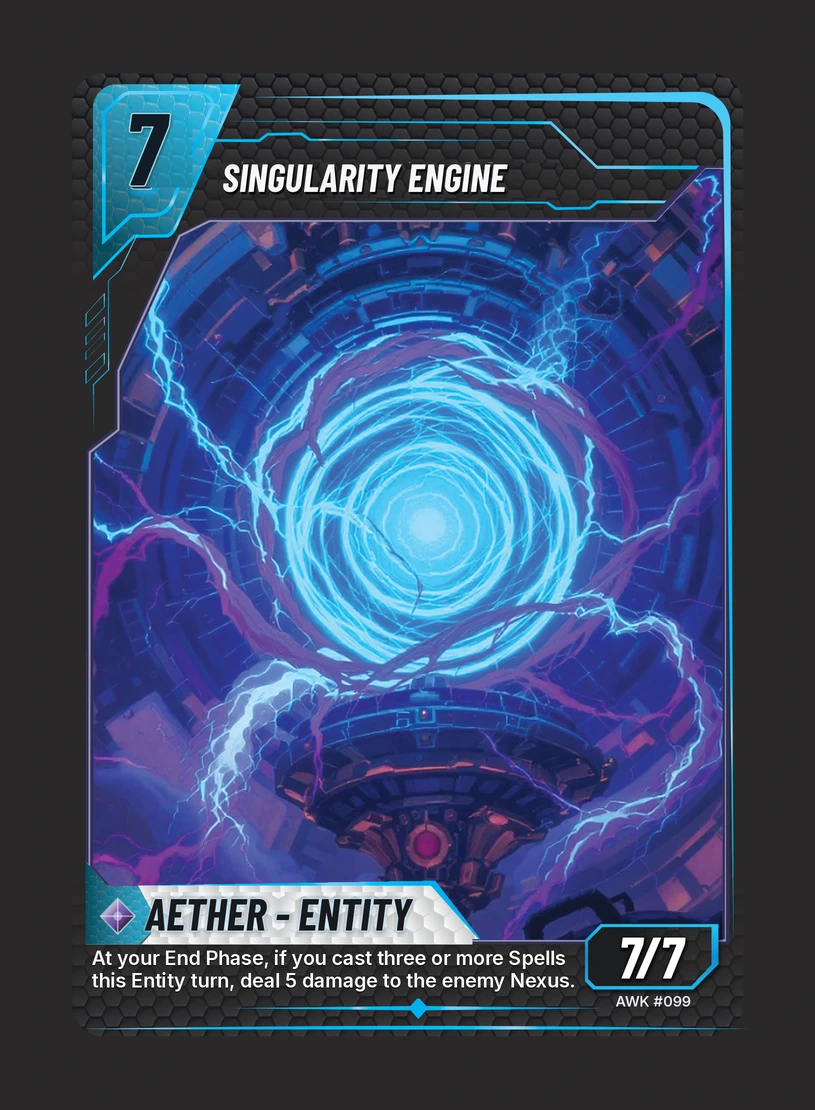 7
SINGULARITY ENGINE
AETHER - ENTITY
At your End Phase, if you cast three or more Spells
this Entity turn, deal 5 damage to the enemy Nexus.
7/7
AWK #099